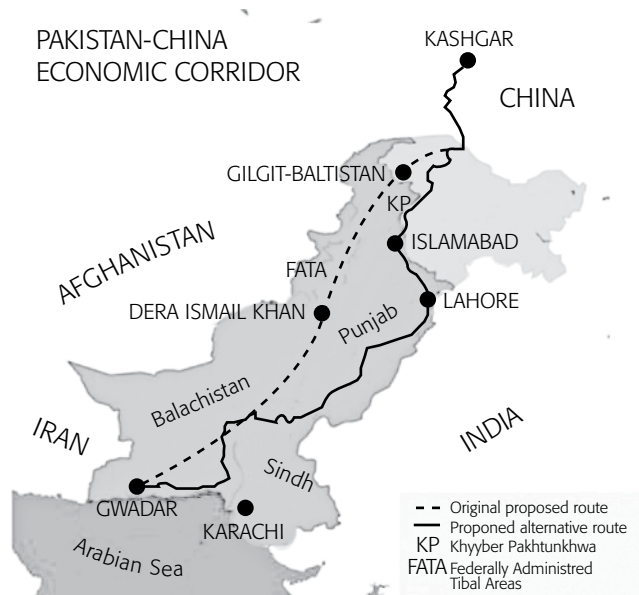 PAKISTAN-CHINA
ECONOMIC CORRIDOR
KASHGAR
CHINA
GILGIT-BALTISTAN
KP
ISLAMABAD
AFGHANISTAN
FATA
DERA ISMAIL KHAN
LAHORE
Punjab
Balachistan
IRAN
INDIA
Sindh
GWADAR
KARACHI
Arabian Sea
Original proposed route
Proponed alternative route
KP Khyyber Pakhtunkhwa
FATA Federally Administred
Tibal Areas